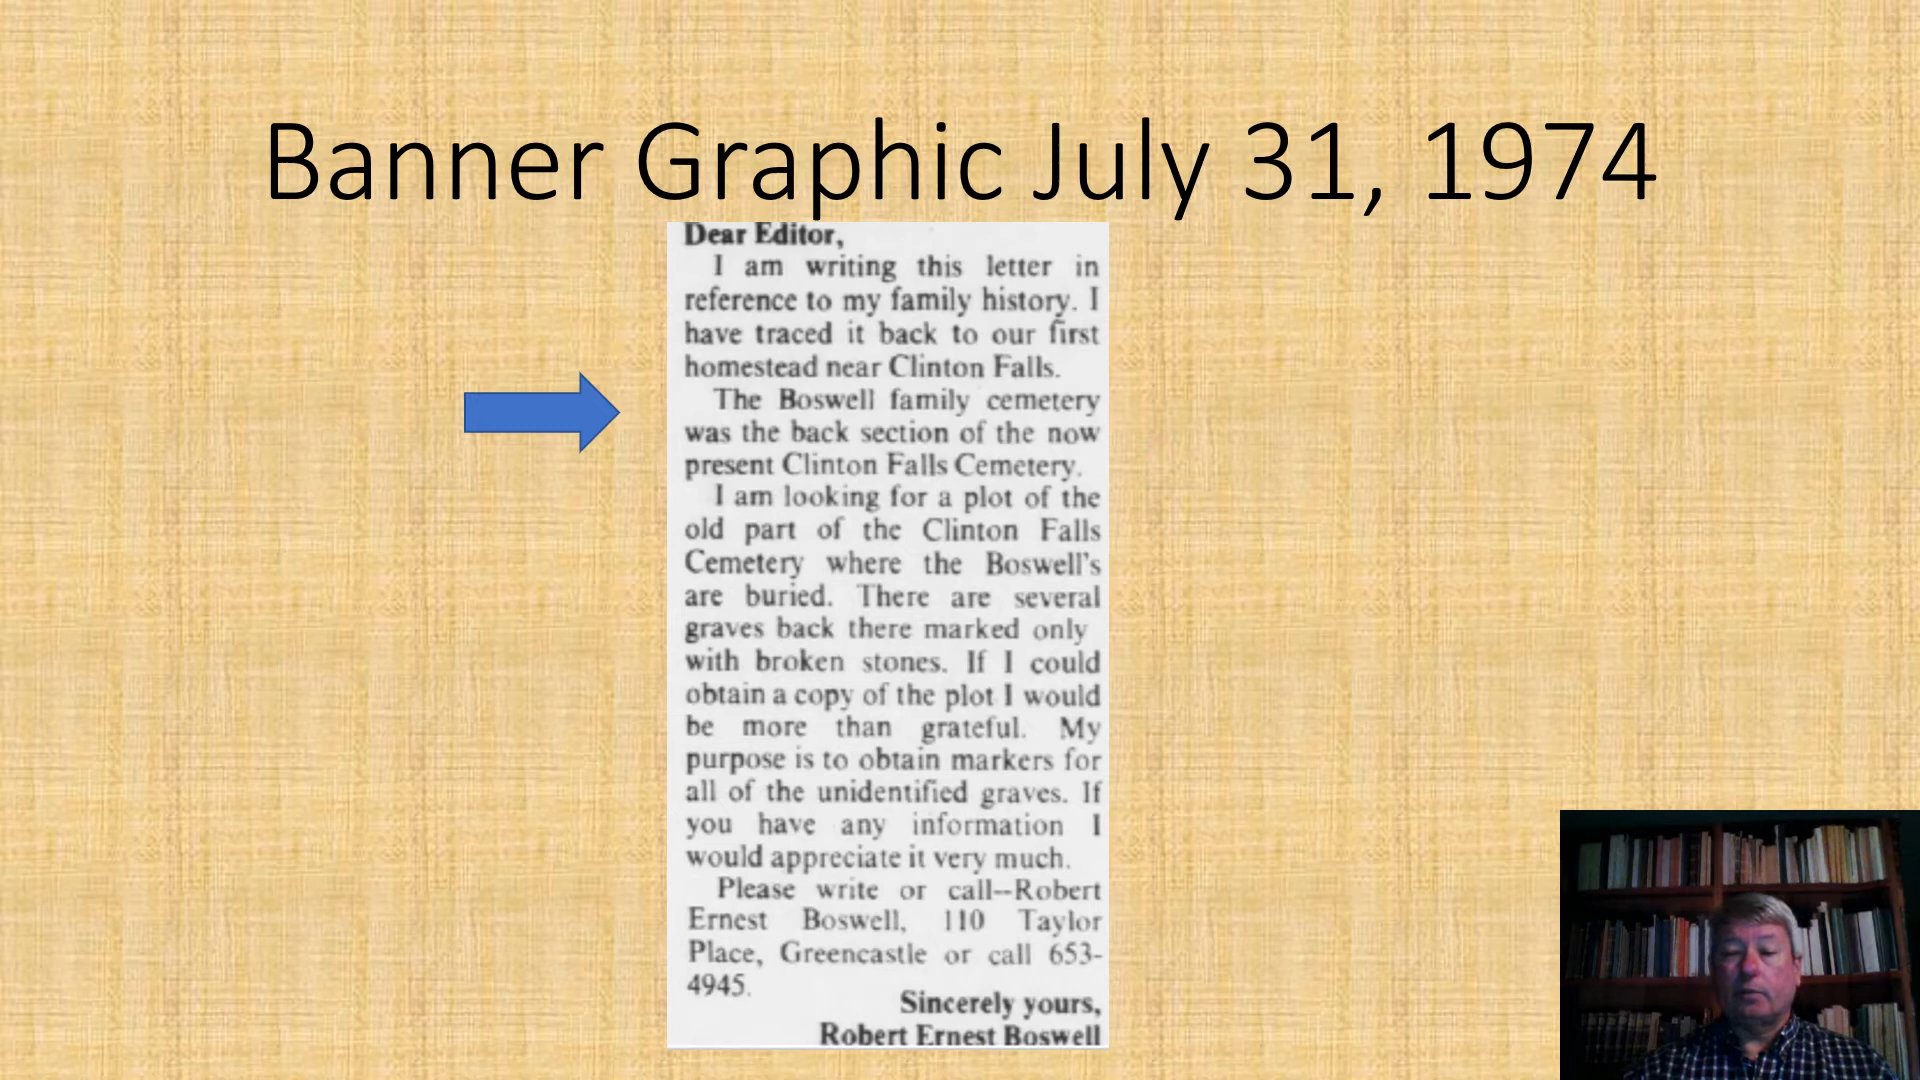 Banner Graphic July 31, 1974
Dear Editor,
I am writing this letter in
reference to my family history. I
have traced it back to our first
homestead near Clinton Falls.
The Boswell family cemetery
was the back section of the now
present Clinton Falls Cemetery.
I am looking for a plot of the
old part of the Clinton Falls
Cemetery where the Boswell's
are buried. There are several
graves back there marked only
with broken stones. If I could
obtain a copy of the plot I would
be more than grateful. My
purpose is to obtain markers for
all of the unidentified graves. If
you have any information I
would appreciate it very much.
Please write or call--Robert
Ernest Boswell, 110 Taylor
Place, Greencastle or call 653-
4945.
Sincerely yours,
Robert Ernest Boswell